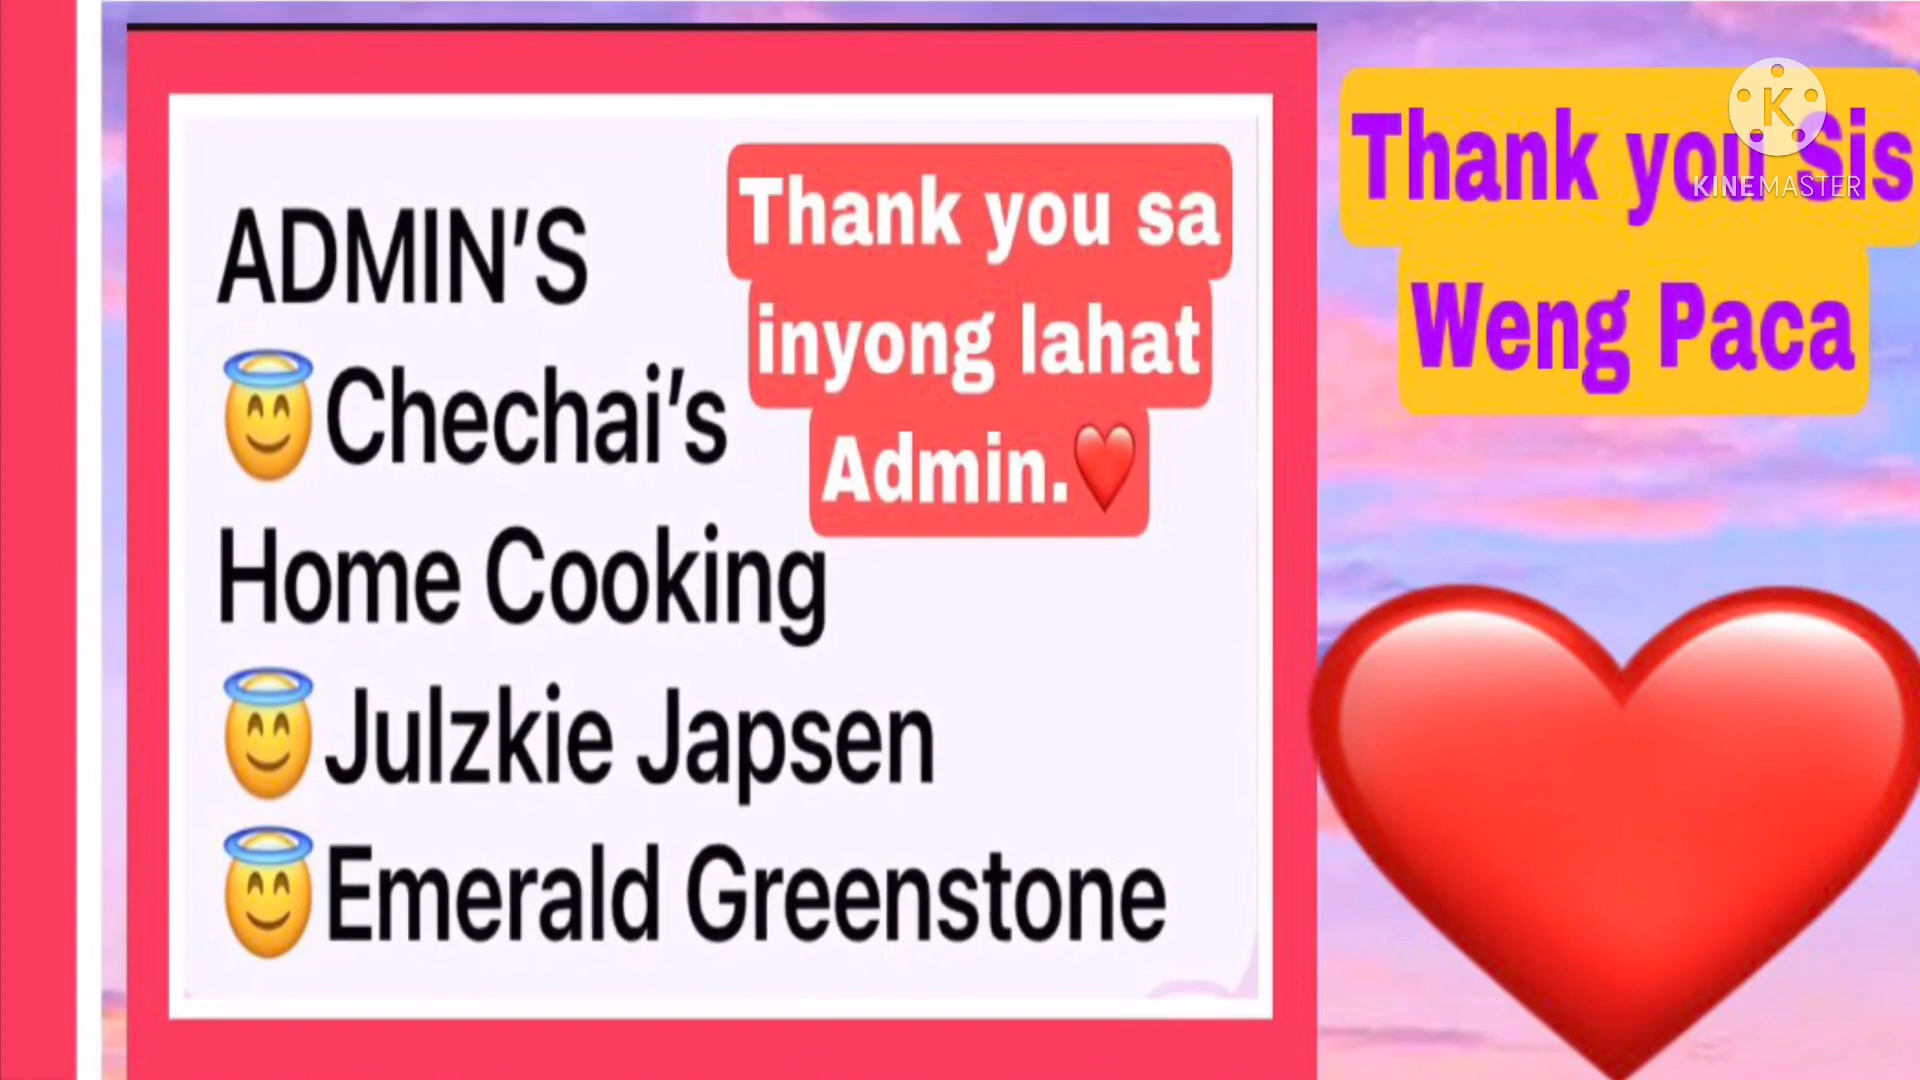 ADMIN'S
😇Chechai's
Home Cooking
😇Julzkie Japsen
😇Emerald Greenstone
Thank you sa
inyong lahat
Admin.❤️
Thank you Sis
Weng Paca
K
KINEMASTER